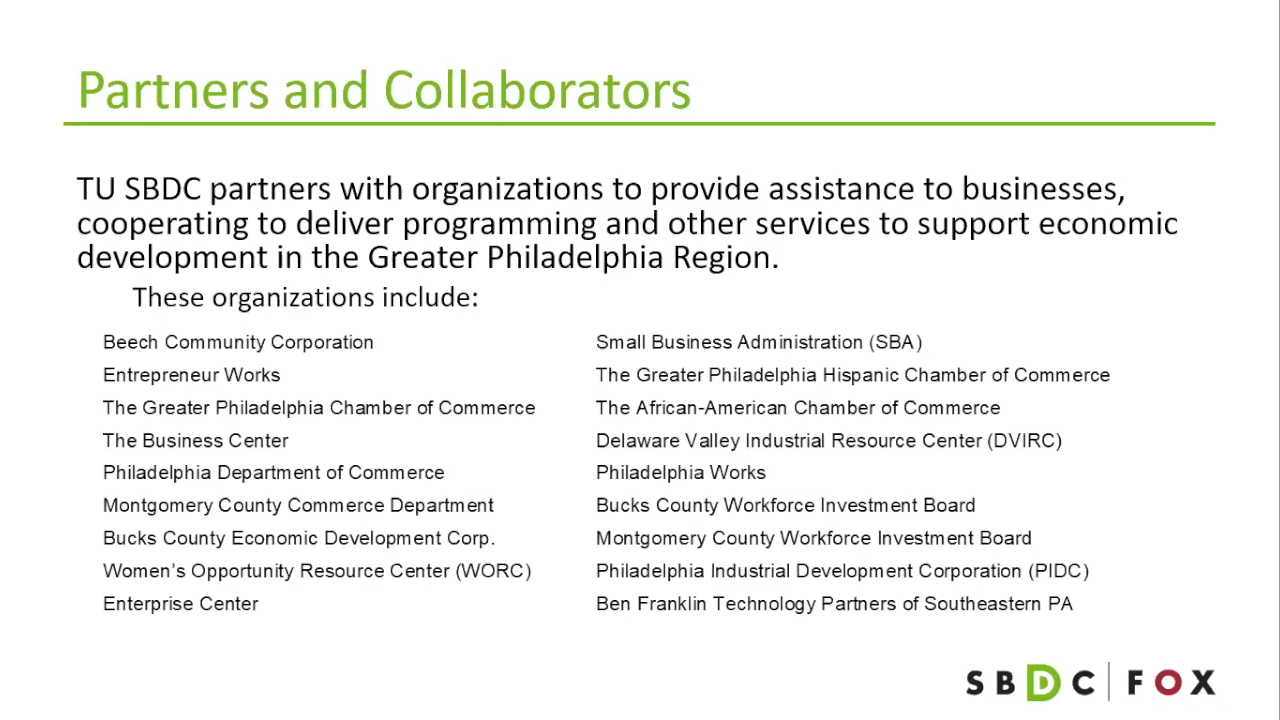 Partners and Collaborators
TU SBDC partners with organizations to provide assistance to businesses,
cooperating to deliver programming and other services to support economic
development in the Greater Philadelphia Region.
These organizations include:
Beech Community Corporation
Entrepreneur Works
The Greater Philadelphia Chamber of Commerce
The Business Center
Philadelphia Department of Commerce
Montgomery County Commerce Department
Bucks County Economic Development Corp.
Women’s Opportunity Resource Center (WORC)
Enterprise Center
Small Business Administration (SBA)
The Greater Philadelphia Hispanic Chamber of Commerce
The African-American Chamber of Commerce
Delaware Valley Industrial Resource Center (DVIRC)
Philadelphia Works
Bucks County Workforce Investment Board
Montgomery County Workforce Investment Board
Philadelphia Industrial Development Corporation (PIDC)
Ben Franklin Technology Partners of Southeastern PA
SBDC | FOX